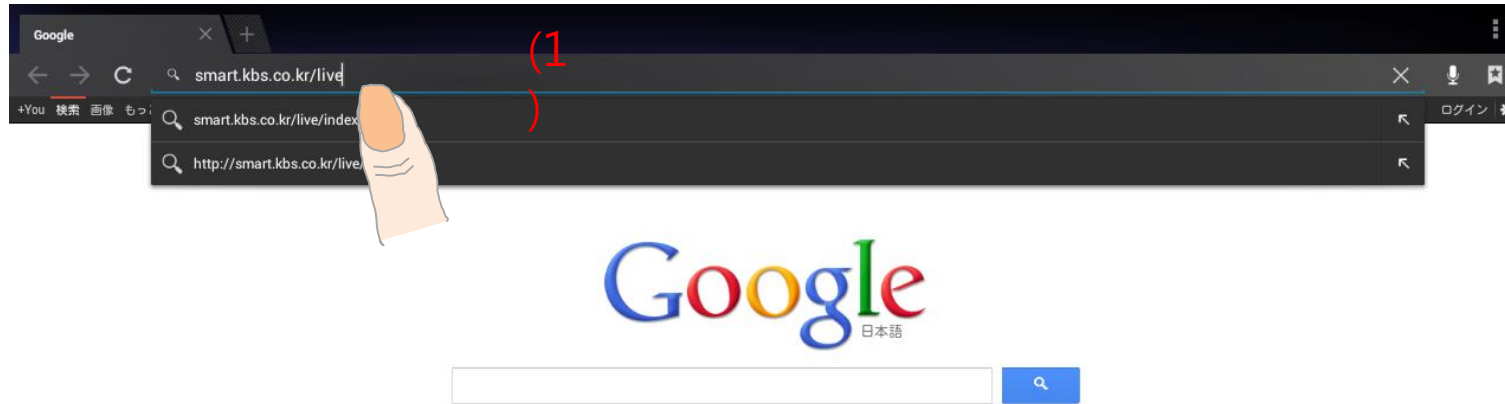 Google
(1
)
smart.kbs.co.kr/live
+You 検索 画像
ログイン
smart.kbs.co.kr/live/index
http://smart.kbs.co.kr/live/
Google
日本語